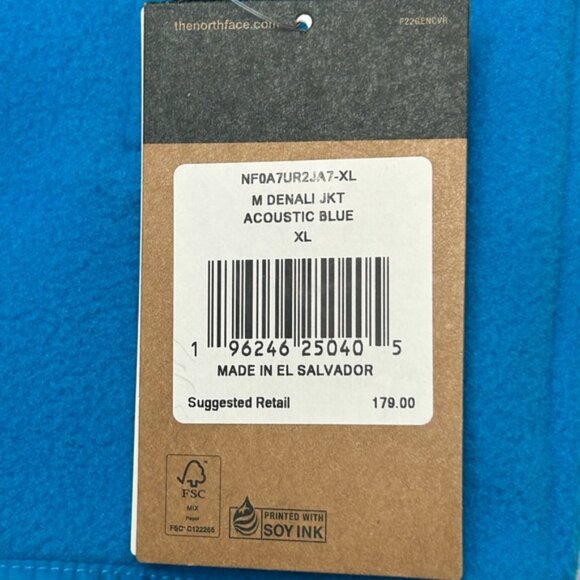 thenorthface.com F22GENCVR
NF0A7UR2JA7-XL
M DENALI JKT
ACOUSTIC BLUE
XL
1 96246 25040 5
MADE IN EL SALVADOR
Suggested Retail 179.00
FSC
MIX
Paper
FSC® C122265
PRINTED WITH
SOY INK